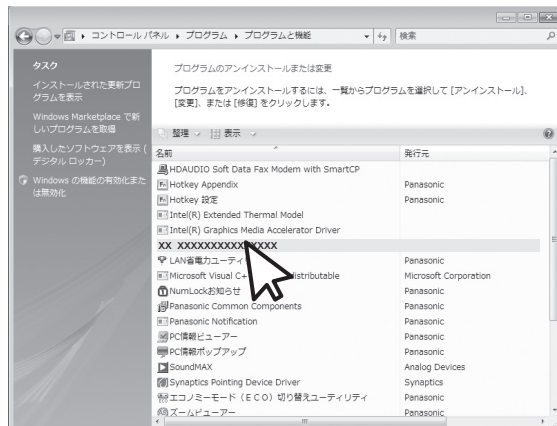 コントロール パネル ▸ プログラム ▸ プログラムと機能
検索
タスク
インストールされた更新プログラムを表示
Windows Marketplace で新しいプログラムを取得
購入したソフトウェアを表示 (デジタル ロッカー)
Windows の機能の有効化または無効化
プログラムのアンインストールまたは変更
プログラムをアンインストールするには、一覧からプログラムを選択して [アンインストール]、
[変更]、または [修復] をクリックします。
整理 表示
名前 発行元
HDAUDIO Soft Data Fax Modem with SmartCP
Hotkey Appendix Panasonic
Hotkey 設定 Panasonic
Intel(R) Extended Thermal Model
Intel(R) Graphics Media Accelerator Driver
XX XXXXXXXXXXXXXX
LAN省電力ユーティ Panasonic
Microsoft Visual C+ istributable Microsoft Corporation
NumLockお知らせ Panasonic
Panasonic Common Components Panasonic
Panasonic Notification Panasonic
PC情報ビューアー Panasonic
PC情報ポップアップ Panasonic
SoundMAX Analog Devices
Synaptics Pointing Device Driver Synaptics
エコノミーモード(ECO)切り替えユーティリティ Panasonic
ズームビューアー Panasonic